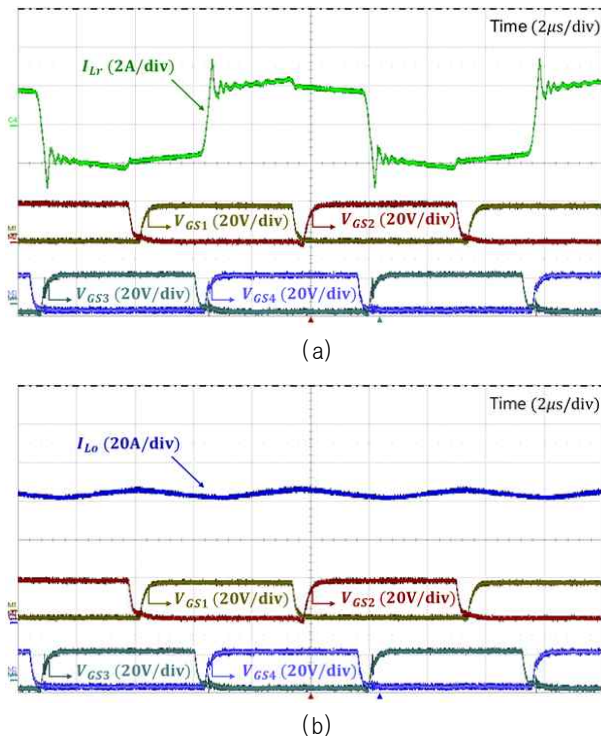 Time (2μs/div)
I_Lr (2A/div)
C4
V_GS1 (20V/div)
V_GS2 (20V/div)
V_GS3 (20V/div)
V_GS4 (20V/div)
(a)
Time (2μs/div)
I_Lo (20A/div)
V_GS1 (20V/div)
V_GS2 (20V/div)
V_GS3 (20V/div)
V_GS4 (20V/div)
(b)